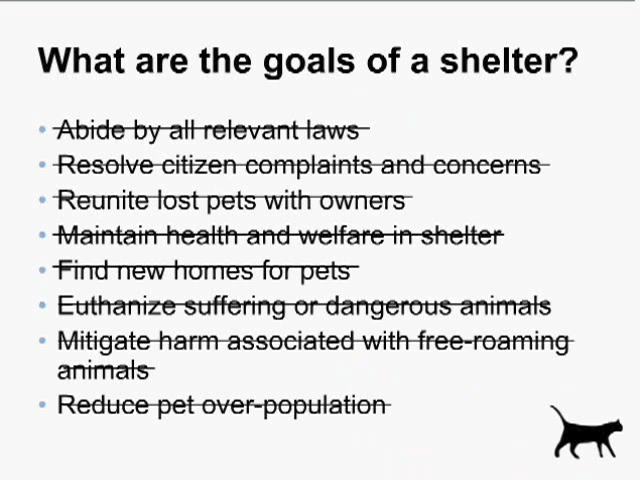 What are the goals of a shelter?
Abide by all relevant laws
Resolve citizen complaints and concerns
Reunite lost pets with owners
Maintain health and welfare in shelter
Find new homes for pets
Euthanize suffering or dangerous animals
Mitigate harm associated with free-roaming
animals
Reduce pet over-population